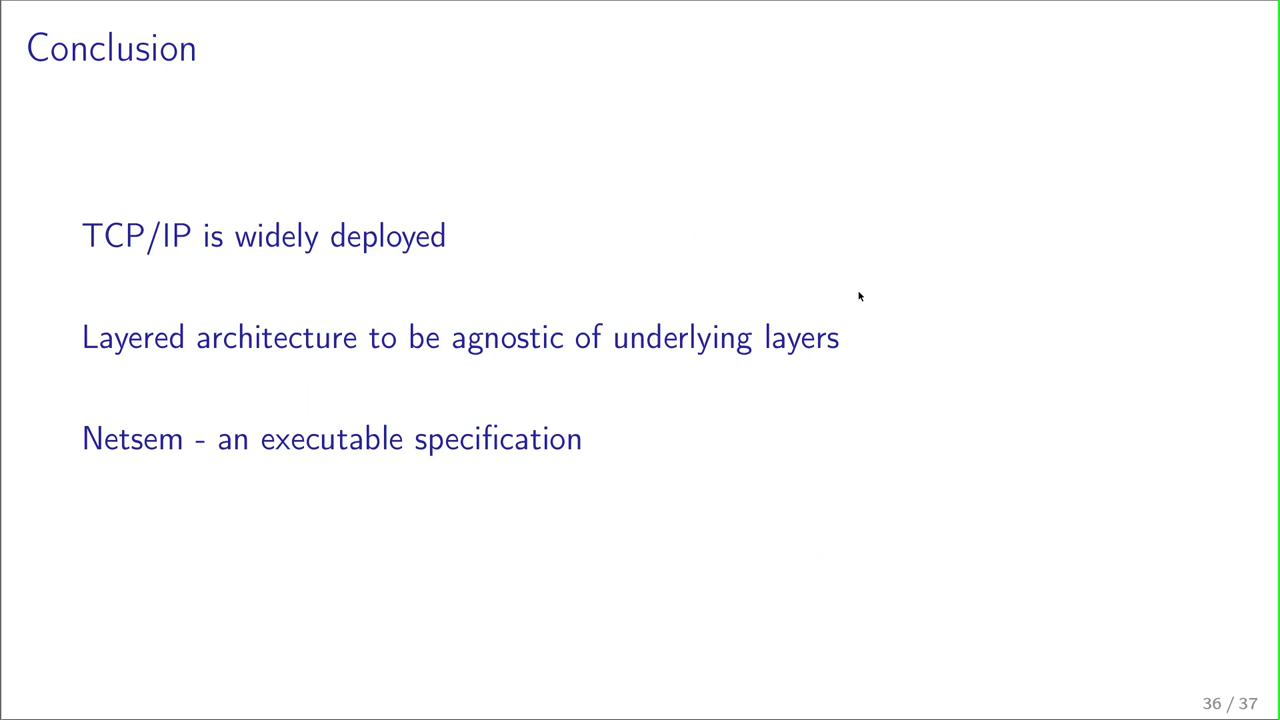 Conclusion
TCP/IP is widely deployed
Layered architecture to be agnostic of underlying layers
Netsem - an executable specification
36 / 37